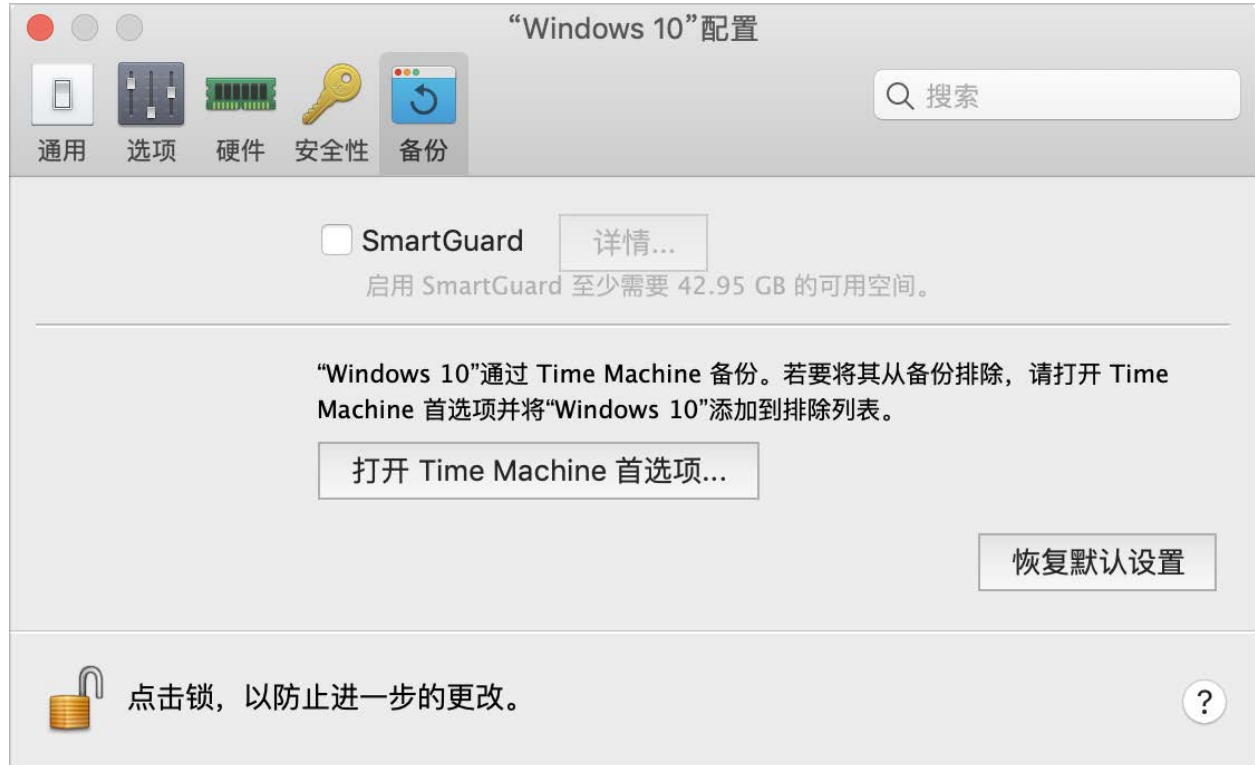 “Windows 10”配置
搜索
通用
选项
硬件
安全性
备份
SmartGuard
详情...
启用 SmartGuard 至少需要 42.95 GB 的可用空间。
“Windows 10”通过 Time Machine 备份。若要将其从备份排除，请打开 Time
Machine 首选项并将“Windows 10”添加到排除列表。
打开 Time Machine 首选项...
恢复默认设置
点击锁，以防止进一步的更改。
?